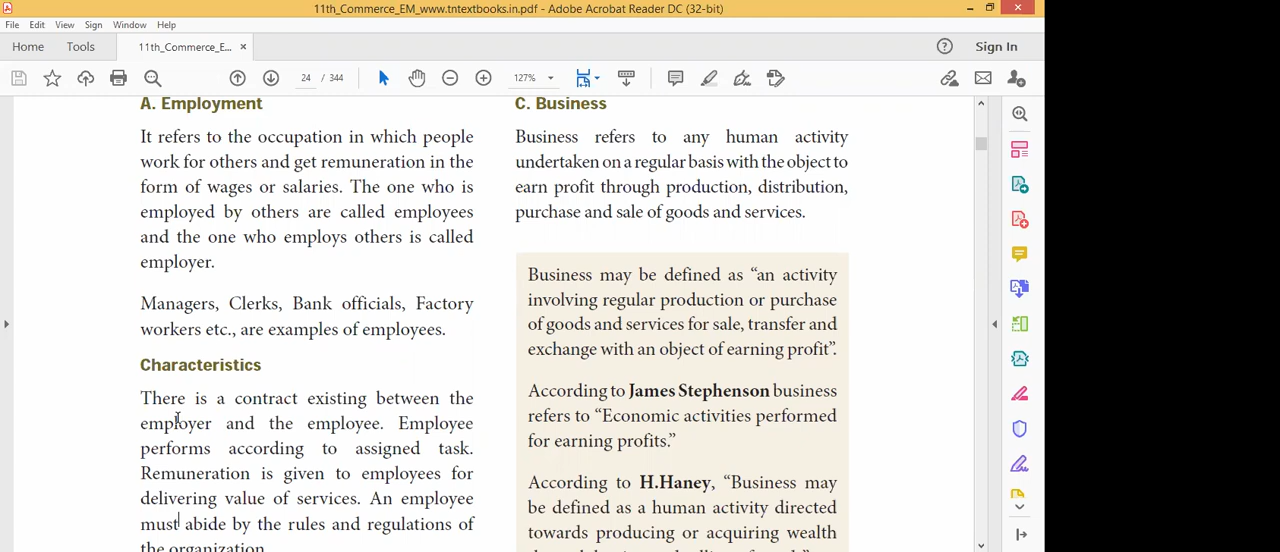 11th_Commerce_EM_www.tntextbooks.in.pdf - Adobe Acrobat Reader DC (32-bit)
File Edit View Sign Window Help
Home Tools 11th_Commerce_E... × Sign In
24 / 344 127%
A. Employment
It refers to the occupation in which people
work for others and get remuneration in the
form of wages or salaries. The one who is
employed by others are called employees
and the one who employs others is called
employer.
Managers, Clerks, Bank officials, Factory
workers etc., are examples of employees.
Characteristics
There is a contract existing between the
employer and the employee. Employee
performs according to assigned task.
Remuneration is given to employees for
delivering value of services. An employee
must abide by the rules and regulations of
the organization.
C. Business
Business refers to any human activity
undertaken on a regular basis with the object to
earn profit through production, distribution,
purchase and sale of goods and services.
Business may be defined as “an activity
involving regular production or purchase
of goods and services for sale, transfer and
exchange with an object of earning profit”.
According to James Stephenson business
refers to “Economic activities performed
for earning profits.”
According to H.Haney, “Business may
be defined as a human activity directed
towards producing or acquiring wealth